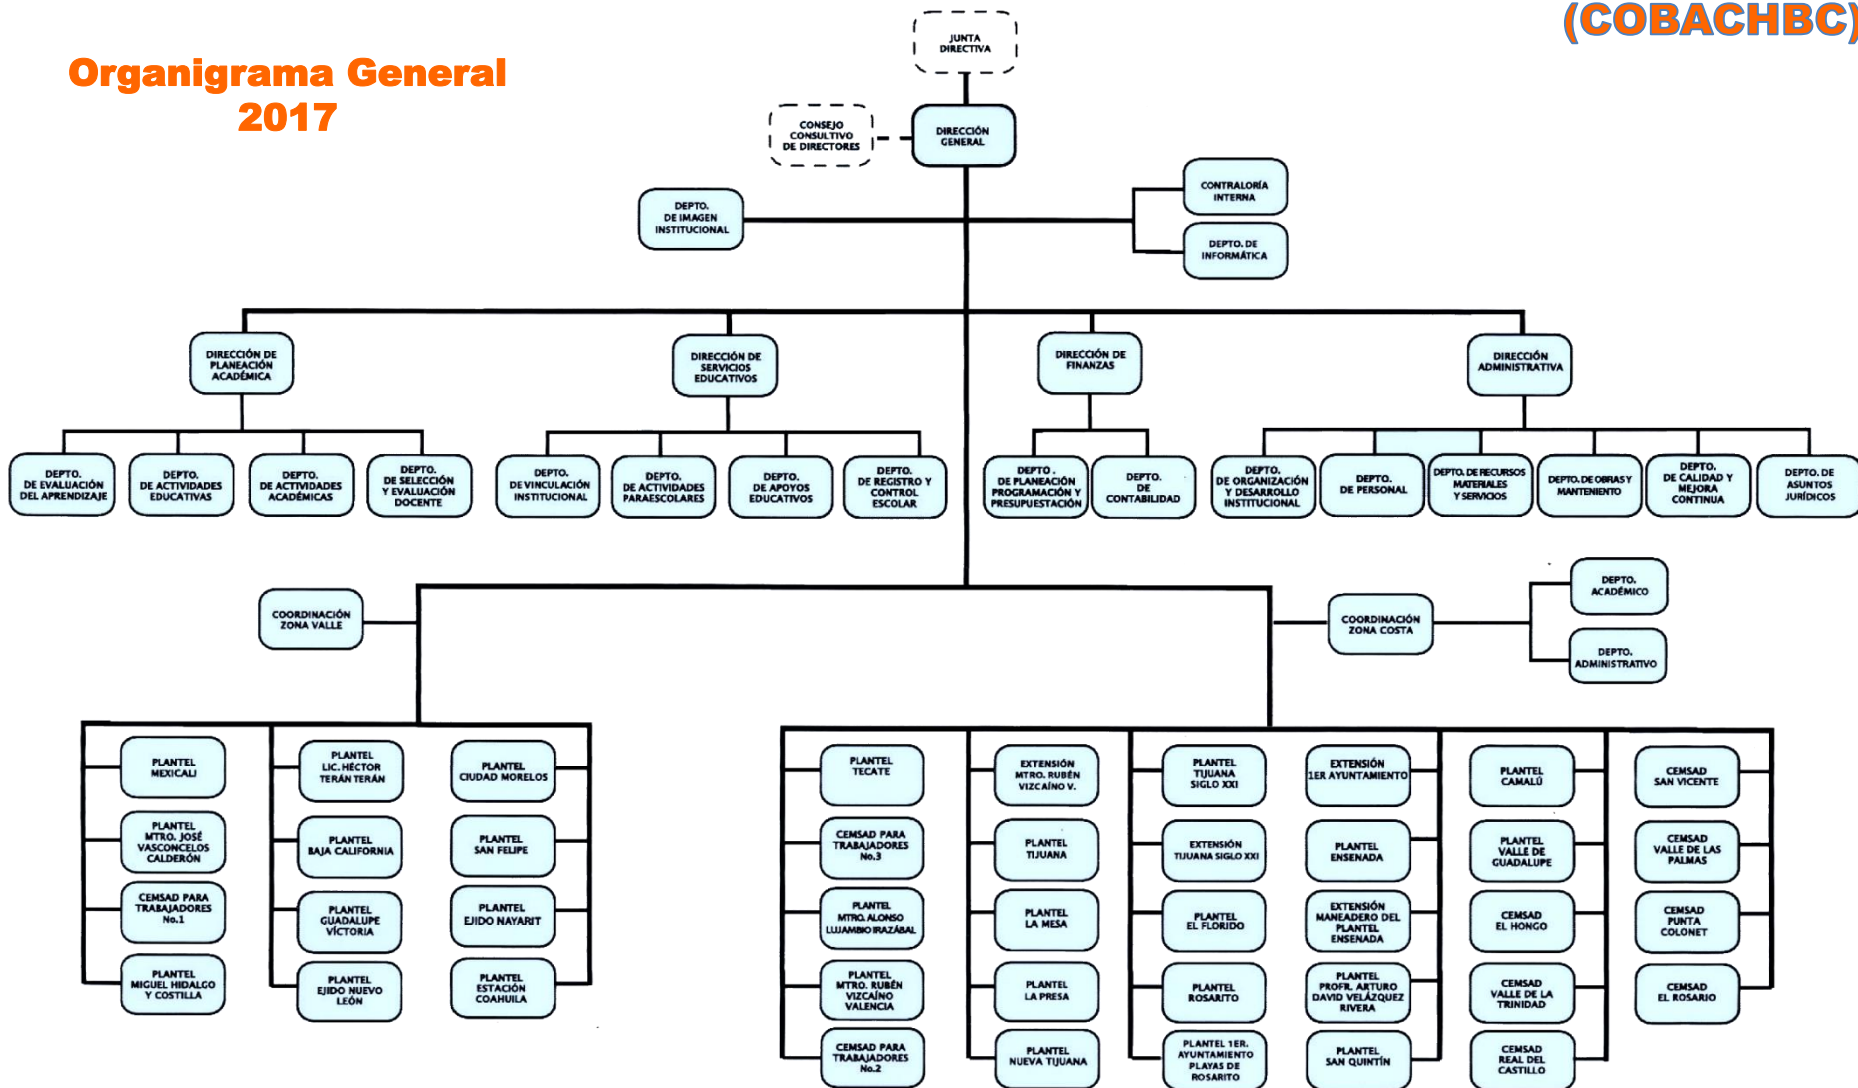 (COBACHBC)
Organigrama General
2017
JUNTA
DIRECTIVA
CONSEJO
CONSULTIVO
DE DIRECTORES
DIRECCIÓN
GENERAL
DEPTO.
DE IMAGEN
INSTITUCIONAL
CONTRALORÍA
INTERNA
DEPTO. DE
INFORMÁTICA
DIRECCIÓN DE
PLANEACIÓN
ACADÉMICA
DIRECCIÓN DE
SERVICIOS
EDUCATIVOS
DIRECCIÓN DE
FINANZAS
DIRECCIÓN
ADMINISTRATIVA
DEPTO.
DE EVALUACIÓN
DEL APRENDIZAJE
DEPTO.
DE ACTIVIDADES
EDUCATIVAS
DEPTO.
DE ACTIVIDADES
ACADÉMICAS
DEPTO.
DE SELECCIÓN
Y EVALUACIÓN
DOCENTE
DEPTO.
DE VINCULACIÓN
INSTITUCIONAL
DEPTO.
DE ACTIVIDADES
PARAESCOLARES
DEPTO.
DE APOYOS
EDUCATIVOS
DEPTO.
DE REGISTRO Y
CONTROL
ESCOLAR
DEPTO .
DE PLANEACIÓN
PROGRAMACIÓN Y
PRESUPUESTACIÓN
DEPTO.
DE
CONTABILIDAD
DEPTO.
DE ORGANIZACIÓN
Y DESARROLLO
INSTITUCIONAL
DEPTO.
DE PERSONAL
DEPTO. DE RECURSOS
MATERIALES
Y SERVICIOS
DEPTO. DE OBRAS Y
MANTENIENTO
DEPTO.
DE CALIDAD Y
MEJORA
CONTINUA
DEPTO. DE
ASUNTOS
JURÍDICOS
COORDINACIÓN
ZONA VALLE
COORDINACIÓN
ZONA COSTA
DEPTO.
ACADÉMICO
DEPTO.
ADMINISTRATIVO
PLANTEL
MEXICALI
PLANTEL
MTRO. JOSÉ
VASCONCELOS
CALDERÓN
CEMSAD PARA
TRABAJADORES
No.1
PLANTEL
MIGUEL HIDALGO
Y COSTILLA
PLANTEL
LIC. HÉCTOR
TERÁN TERÁN
PLANTEL
BAJA CALIFORNIA
PLANTEL
GUADALUPE
VÍCTORIA
PLANTEL
EJIDO NUEVO
LEÓN
PLANTEL
CIUDAD MORELOS
PLANTEL
SAN FELIPE
PLANTEL
EJIDO NAYARIT
PLANTEL
ESTACIÓN
COAHUILA
PLANTEL
TECATE
CEMSAD PARA
TRABAJADORES
No.3
PLANTEL
MTRO. ALONSO
LUJAMBIO IRAZÁBAL
PLANTEL
MTRO. RUBÉN
VIZCAÍNO
VALENCIA
CEMSAD PARA
TRABAJADORES
No.2
EXTENSIÓN
MTRO. RUBÉN
VIZCAÍNO V.
PLANTEL
TIJUANA
PLANTEL
LA MESA
PLANTEL
LA PRESA
PLANTEL
NUEVA TIJUANA
PLANTEL
TIJUANA
SIGLO XXI
EXTENSIÓN
TIJUANA SIGLO XXI
PLANTEL
EL FLORIDO
PLANTEL
ROSARITO
PLANTEL 1ER.
AYUNTAMIENTO
PLAYAS DE
ROSARITO
EXTENSIÓN
1ER AYUNTAMIENTO
PLANTEL
ENSENADA
EXTENSIÓN
MANEADERO DEL
PLANTEL
ENSENADA
PLANTEL
PROFR. ARTURO
DAVID VELÁZQUEZ
RIVERA
PLANTEL
SAN QUINTÍN
PLANTEL
CAMALÚ
PLANTEL
VALLE DE
GUADALUPE
CEMSAD
EL HONGO
CEMSAD
VALLE DE LA
TRINIDAD
CEMSAD
REAL DEL
CASTILLO
CEMSAD
SAN VICENTE
CEMSAD
VALLE DE LAS
PALMAS
CEMSAD
PUNTA
COLONET
CEMSAD
EL ROSARIO